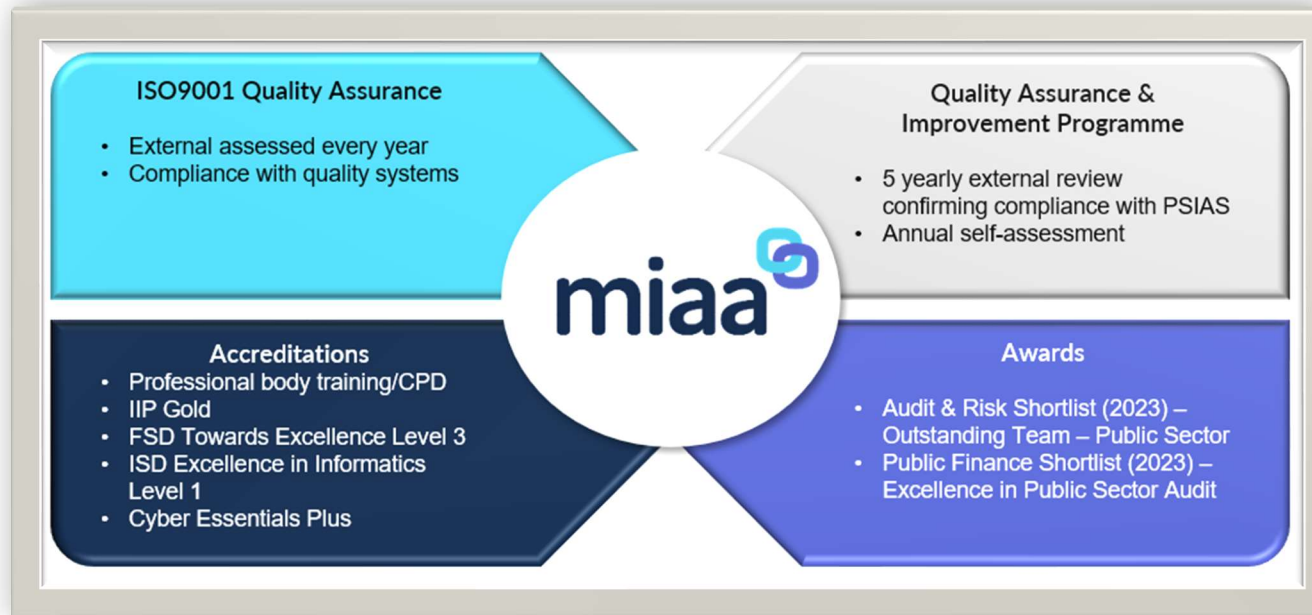 ISO9001 Quality Assurance
• External assessed every year
• Compliance with quality systems
Quality Assurance &
Improvement Programme
• 5 yearly external review
confirming compliance with PSIAS
• Annual self-assessment
miaa
Accreditations
• Professional body training/CPD
• IIP Gold
• FSD Towards Excellence Level 3
• ISD Excellence in Informatics
Level 1
• Cyber Essentials Plus
Awards
• Audit & Risk Shortlist (2023) –
Outstanding Team – Public Sector
• Public Finance Shortlist (2023) –
Excellence in Public Sector Audit